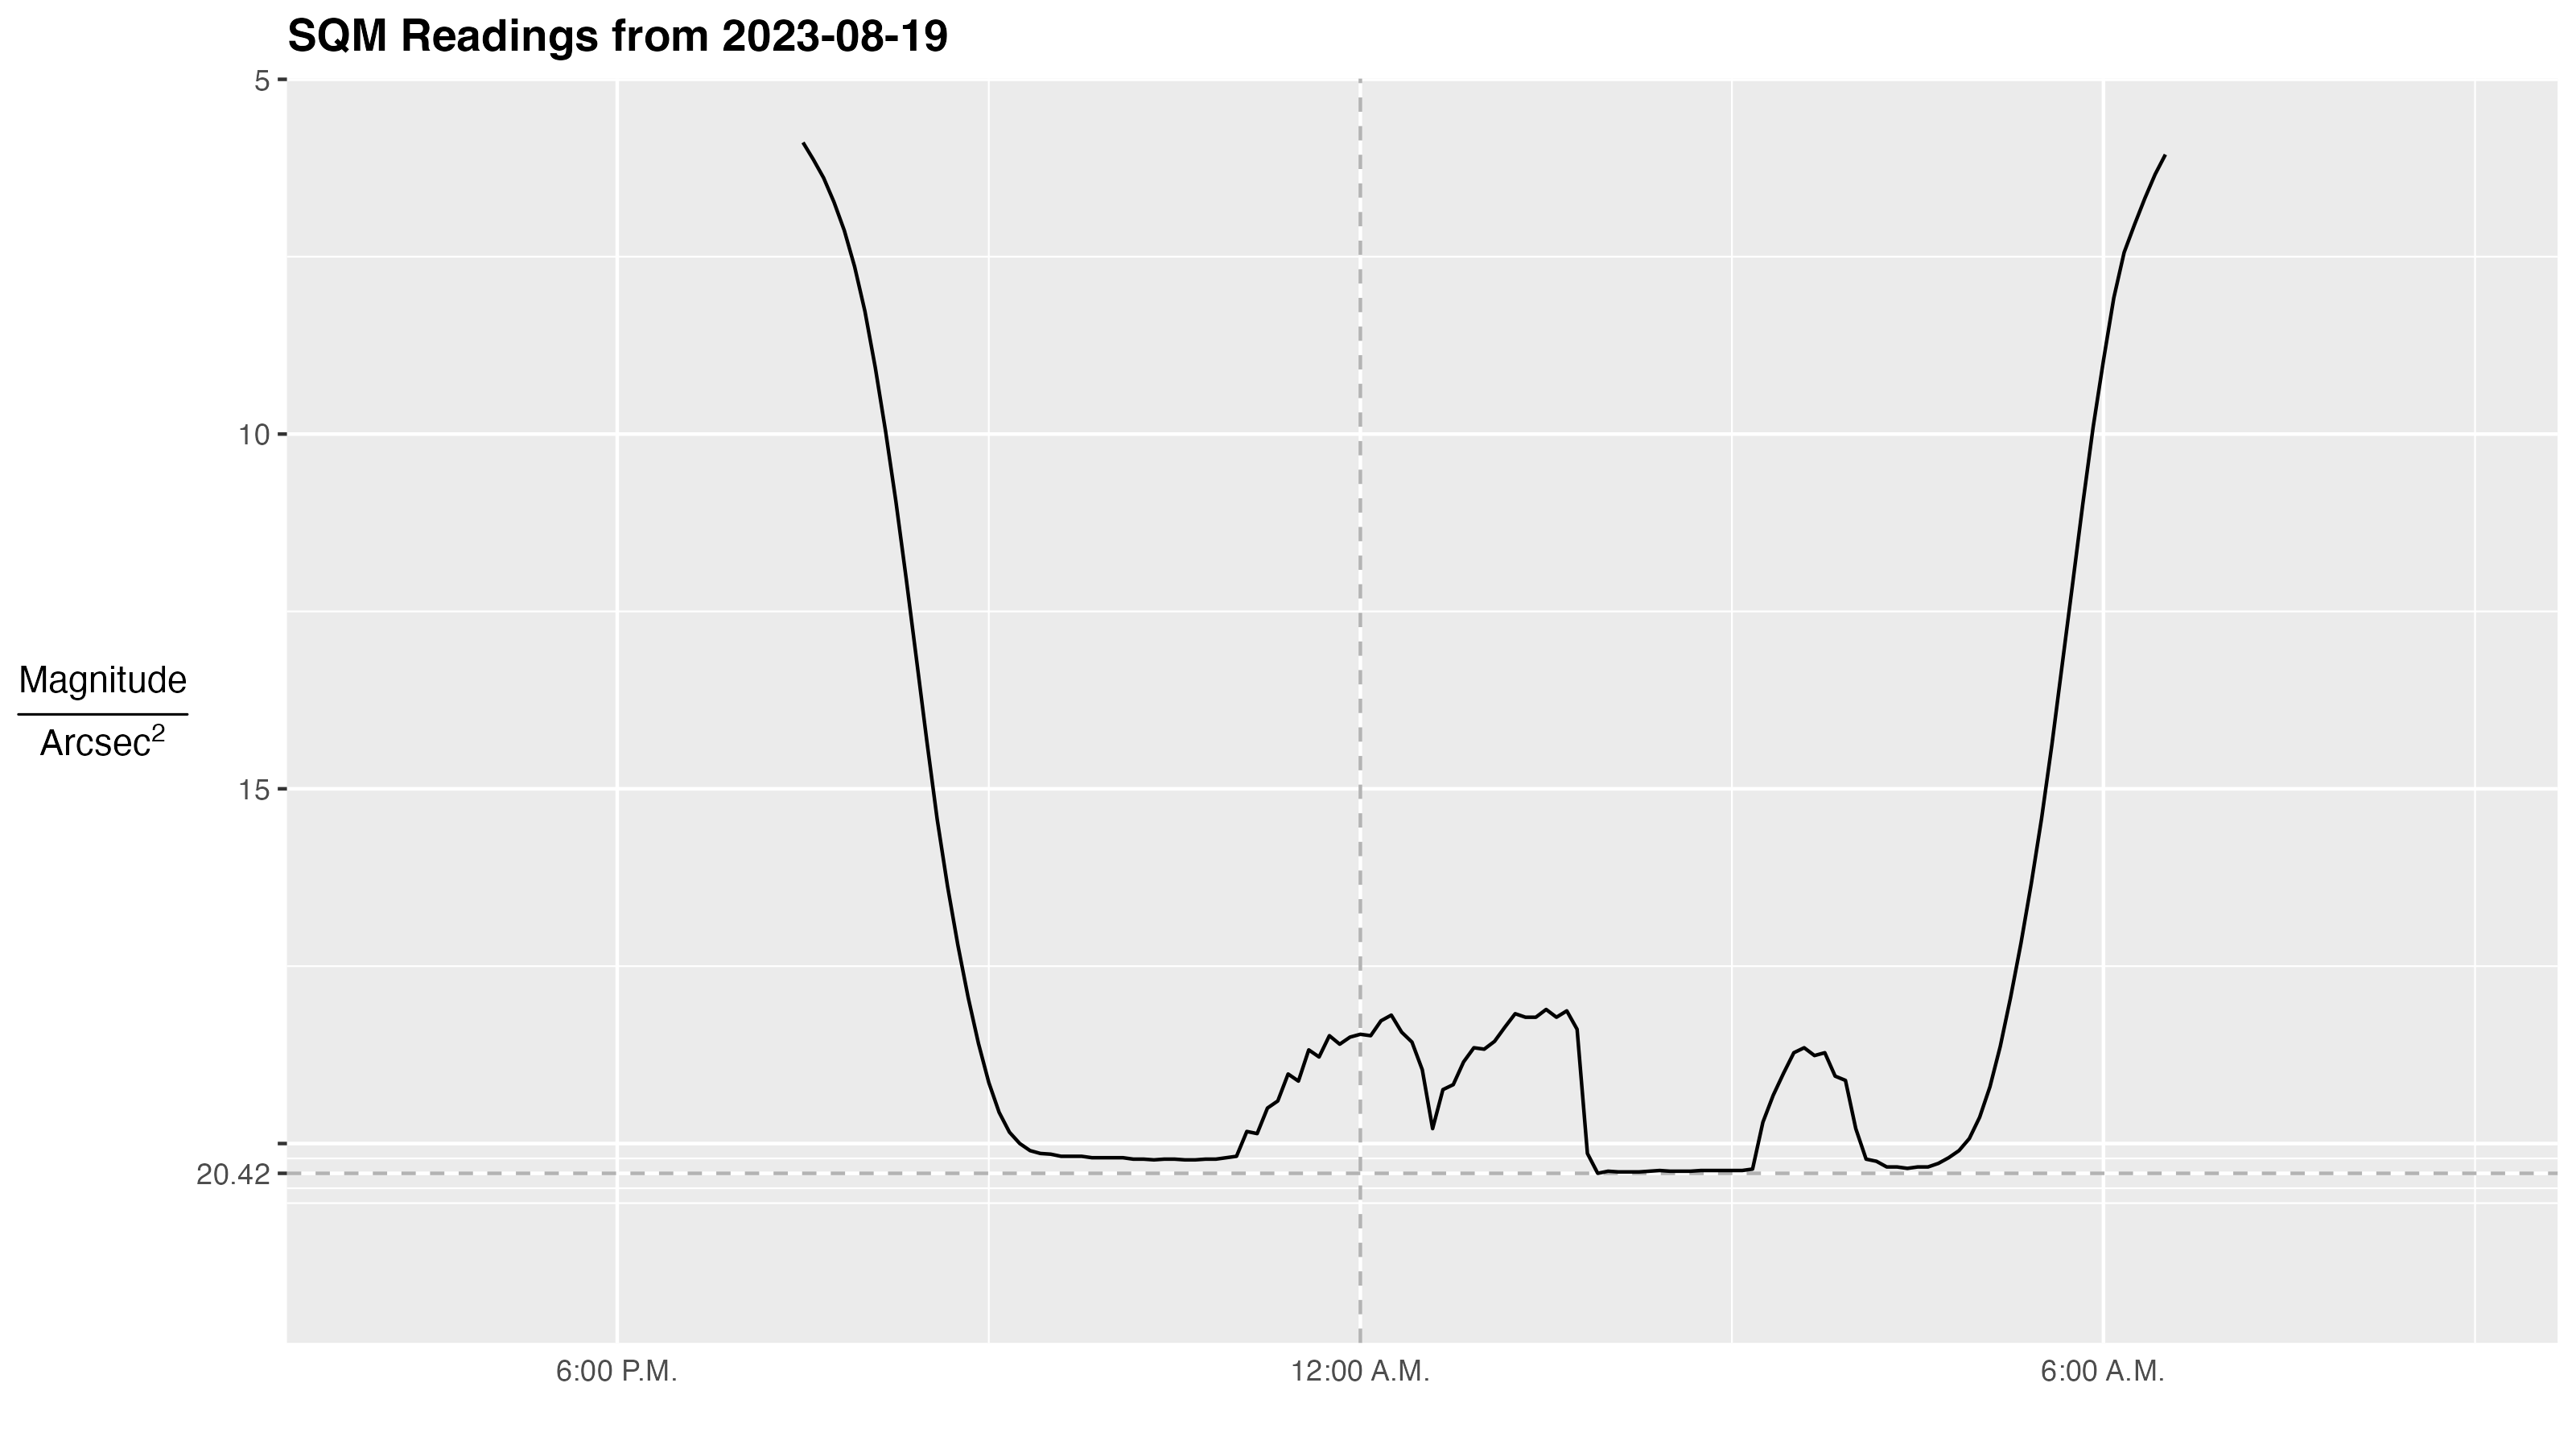 SQM Readings from 2023-08-19
5
10
15
20.42
Magnitude
Arcsec²
6:00 P.M.
12:00 A.M.
6:00 A.M.